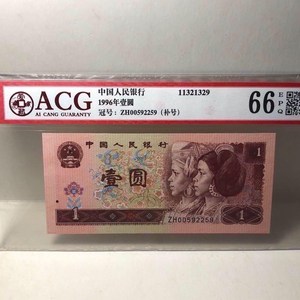 ACG
AI CANG GUARANTY
中国人民银行 11321329
1996年壹圆
冠号：ZH00592259（补号）
66 EPQ
中国人民银行
壹圆
1
1
ZH00592259